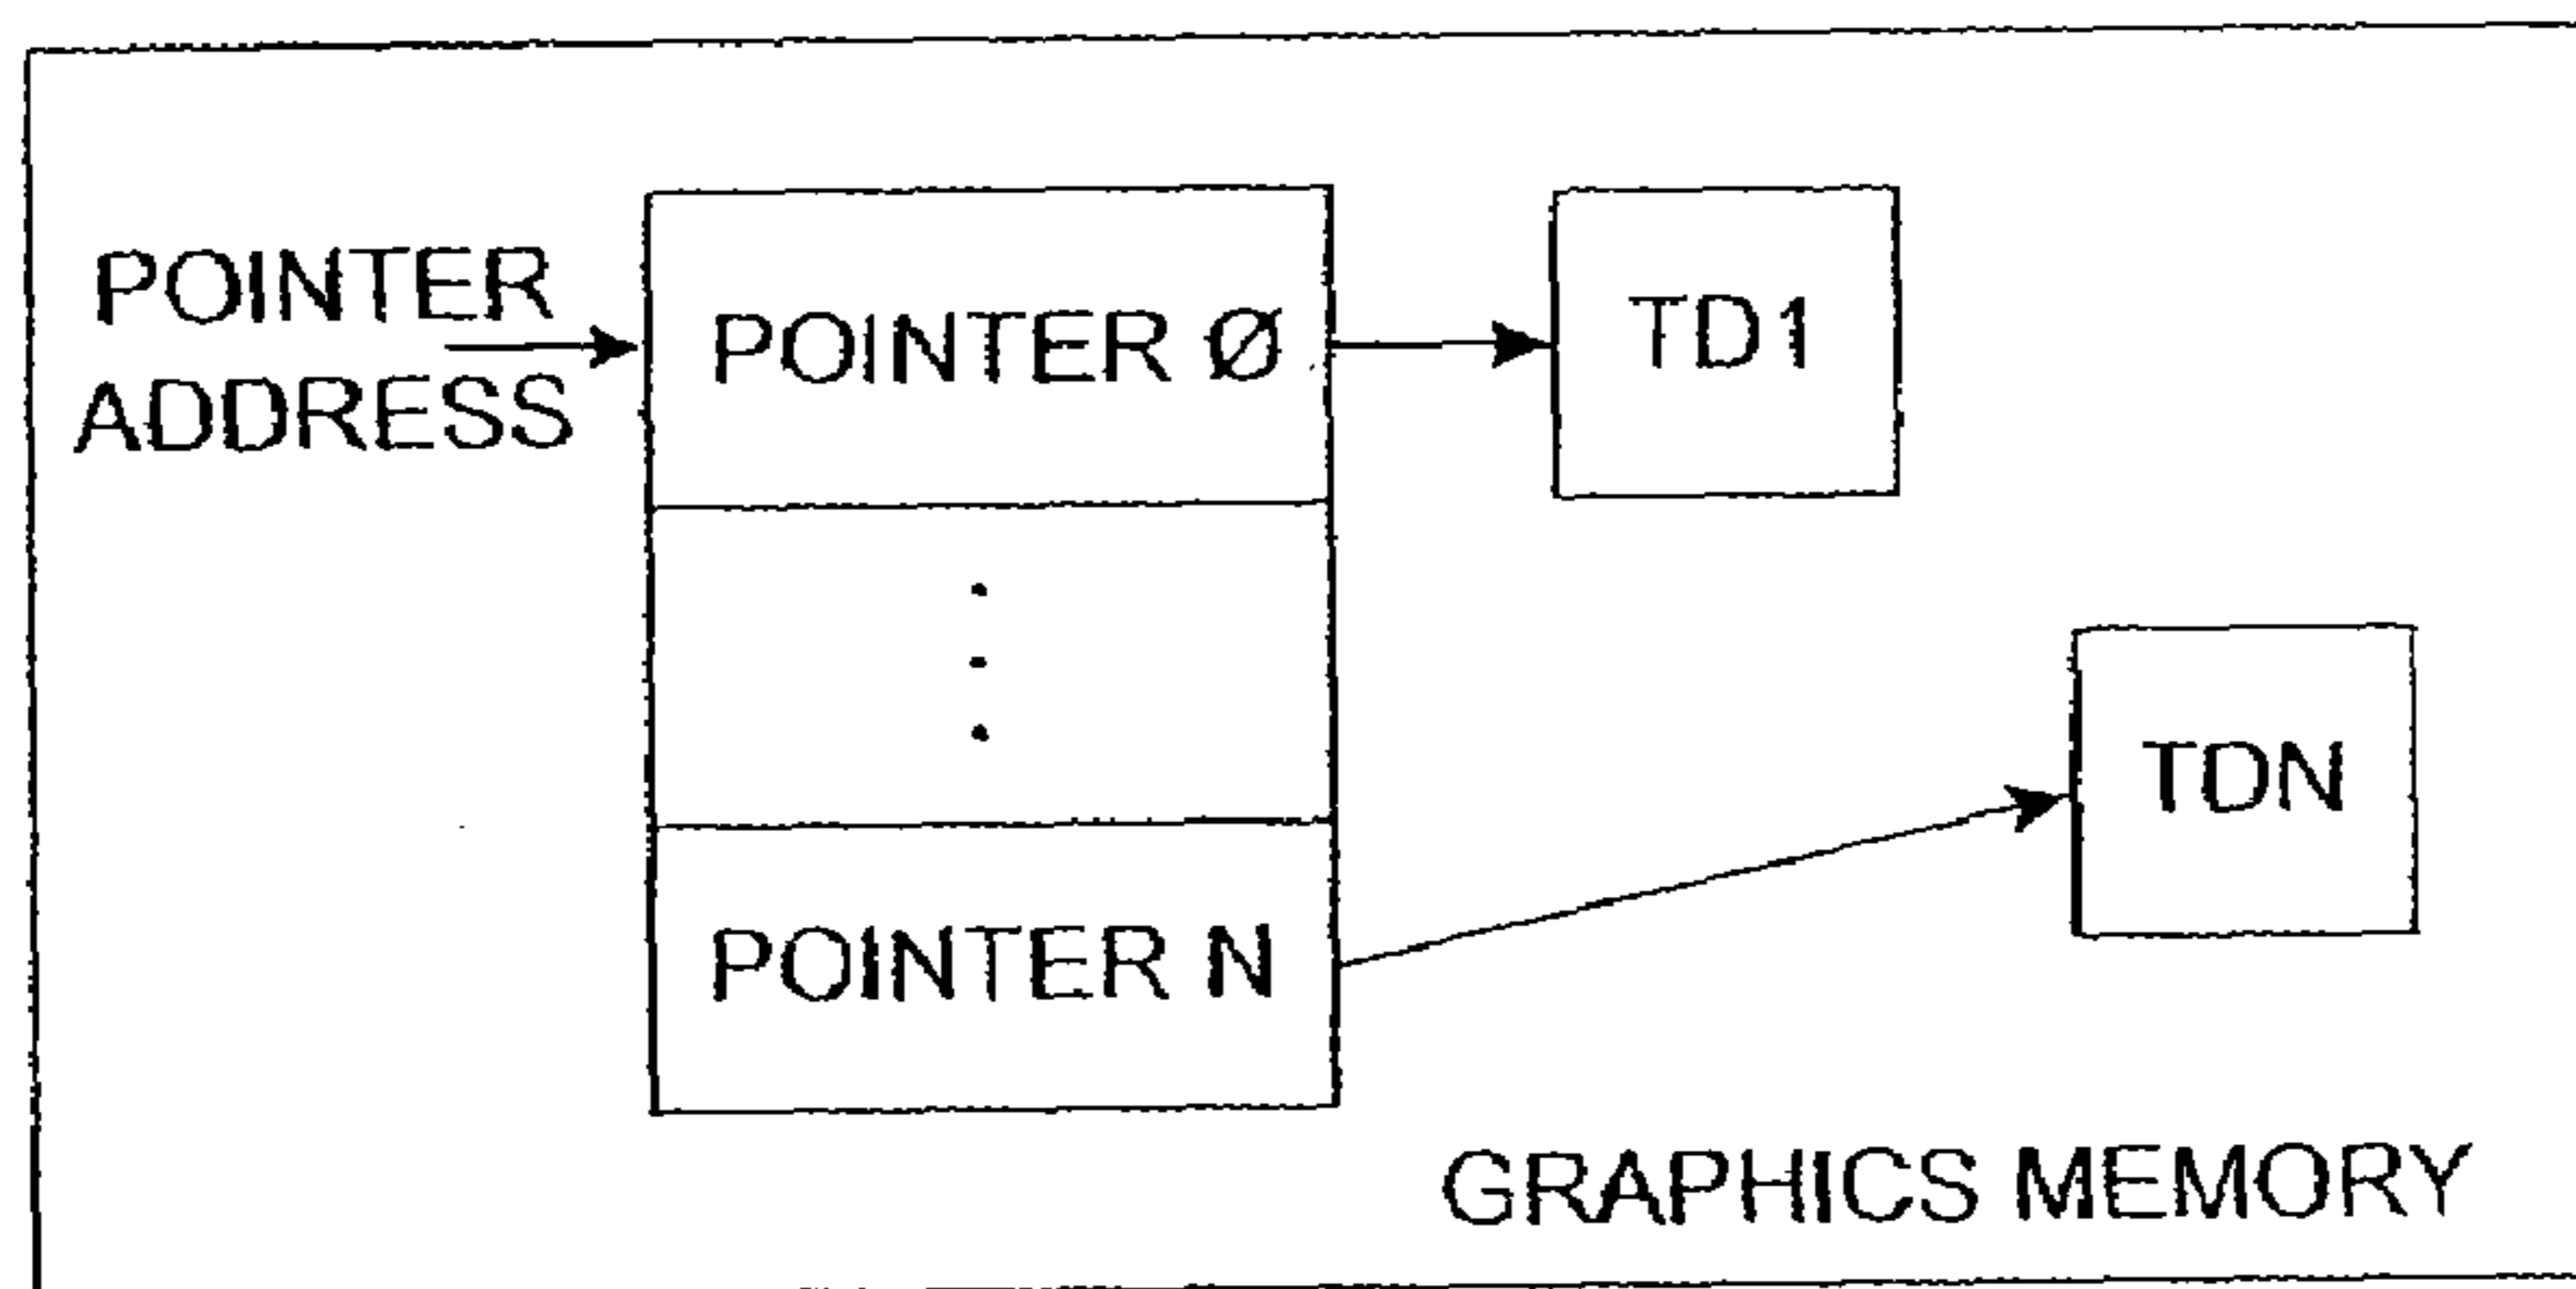 POINTER
ADDRESS
POINTER Ø
TD1
TDN
POINTER N
GRAPHICS MEMORY